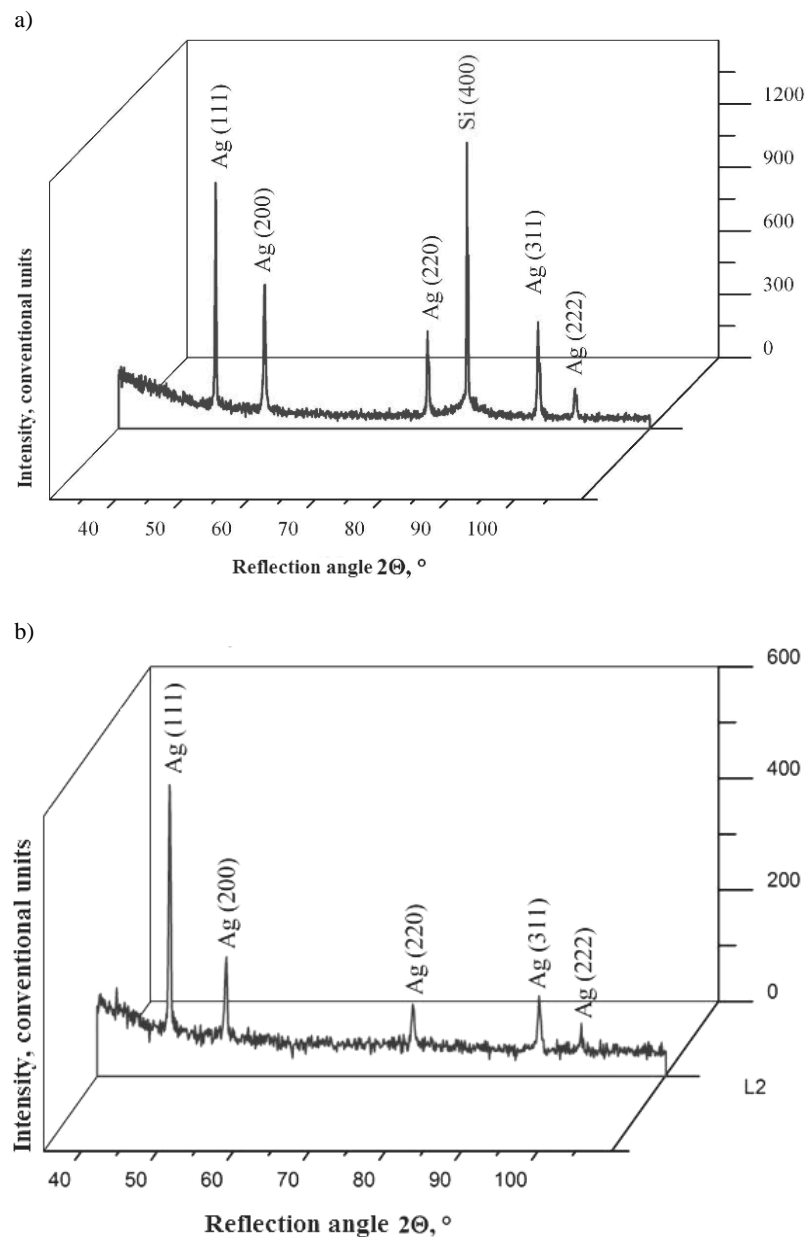 a)
Ag (111)
Ag (200)
Ag (220)
Si (400)
Ag (311)
Ag (222)
1200
900
600
300
0
Intensity, conventional units
40 50 60 70 80 90 100
Reflection angle 2Θ, °
b)
Ag (111)
Ag (200)
Ag (220)
Ag (311)
Ag (222)
600
400
200
0
L2
Intensity, conventional units
40 50 60 70 80 90 100
Reflection angle 2Θ, °